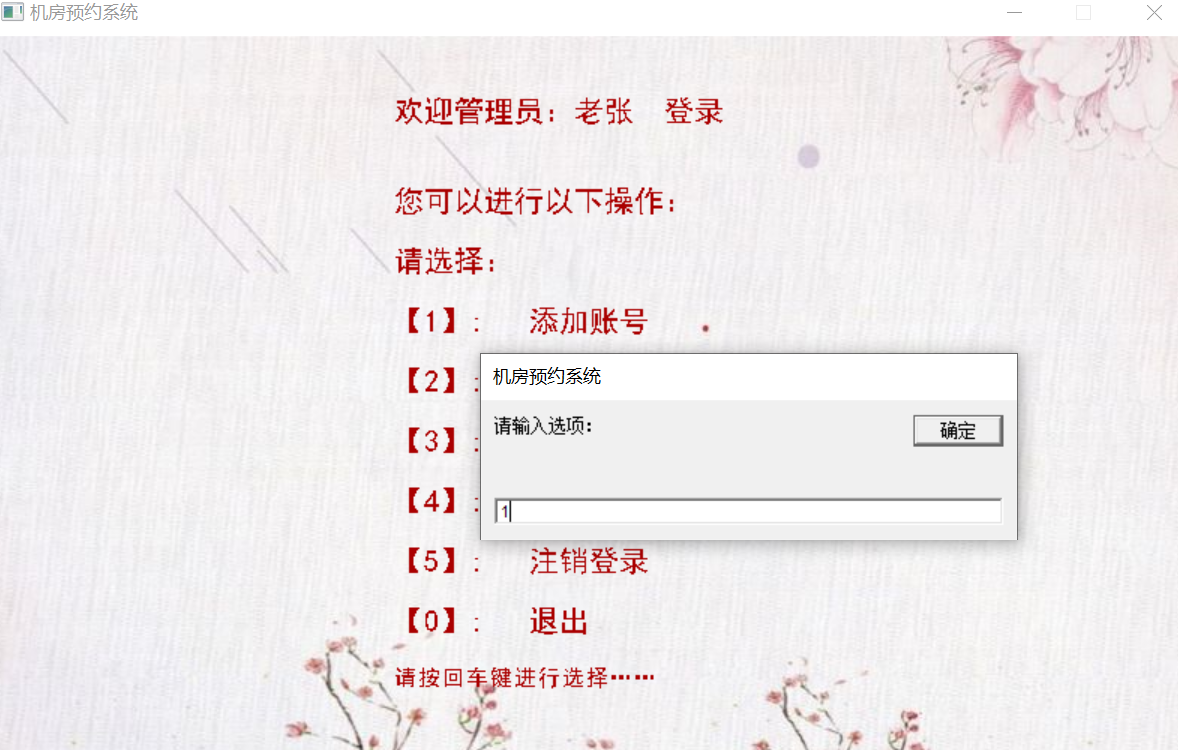 机房预约系统
欢迎管理员：老张 登录
您可以进行以下操作：
请选择：
【1】： 添加账号
【2】：
机房预约系统
请输入选项：
确定
【3】：
【4】：
1
【5】： 注销登录
【0】： 退出
请按回车键进行选择……